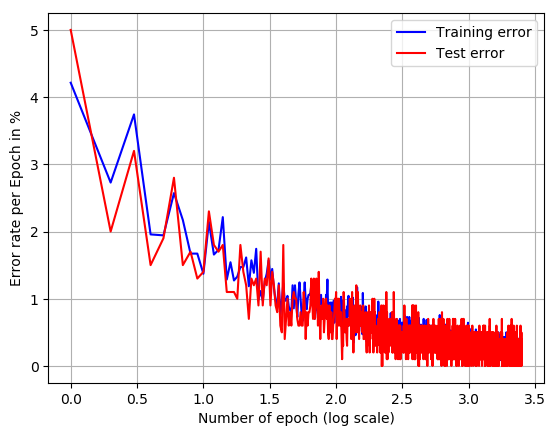 Training error
Test error
Error rate per Epoch in %
5
4
3
2
1
0
0.0 0.5 1.0 1.5 2.0 2.5 3.0 3.5
Number of epoch (log scale)